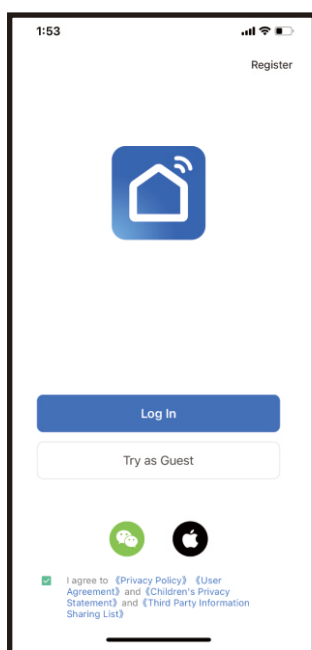 1:53
Register
Log In
Try as Guest
I agree to 《Privacy Policy》 《User
Agreement》 and 《Children's Privacy
Statement》 and 《Third Party Information
Sharing List》